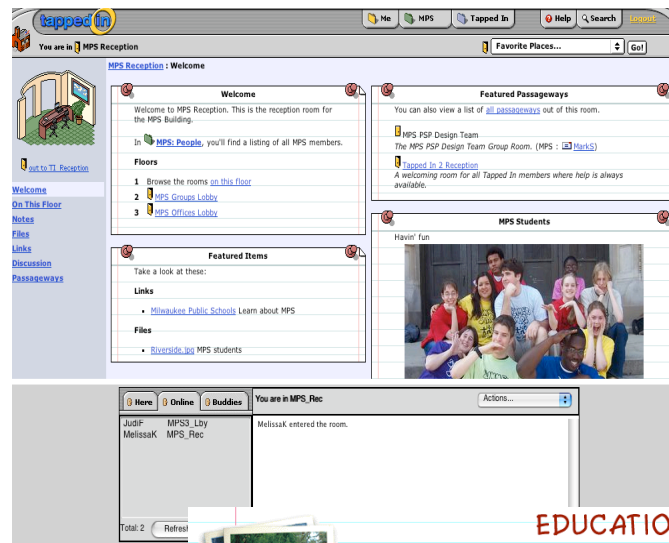 tapped in
Me
MPS
Tapped In
Help
Search
Logout
You are in MPS Reception
Favorite Places...
Go!
MPS Reception : Welcome
out to TI Reception
Welcome
On This Floor
Notes
Files
Links
Discussion
Passageways
Welcome
Welcome to MPS Reception. This is the reception room for
the MPS Building.
In MPS: People, you'll find a listing of all MPS members.
Floors
1 Browse the rooms on this floor
2 MPS Groups Lobby
3 MPS Offices Lobby
Featured Items
Take a look at these:
Links
• Milwaukee Public Schools Learn about MPS
Files
• Riverside.jpg MPS students
Featured Passageways
You can also view a list of all passageways out of this room.
MPS PSP Design Team
The MPS PSP Design Team Group Room. (MPS : MarkS)
Tapped In 2 Reception
A welcoming room for all Tapped In members where help is always
available.
MPS Students
Havin' fun
Here
Online
Buddies
You are in MPS_Rec
Actions...
JudiF MPS3_Lby
MelissaK MPS_Rec
MelissaK entered the room.
Total: 2
Refres
EDUCATIO